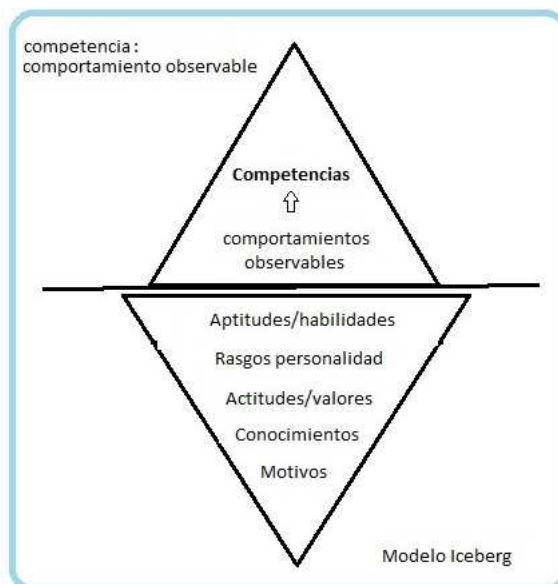 competencia:
comportamiento observable
Competencias
comportamientos
observables
Aptitudes/habilidades
Rasgos personalidad
Actitudes/valores
Conocimientos
Motivos
Modelo Iceberg